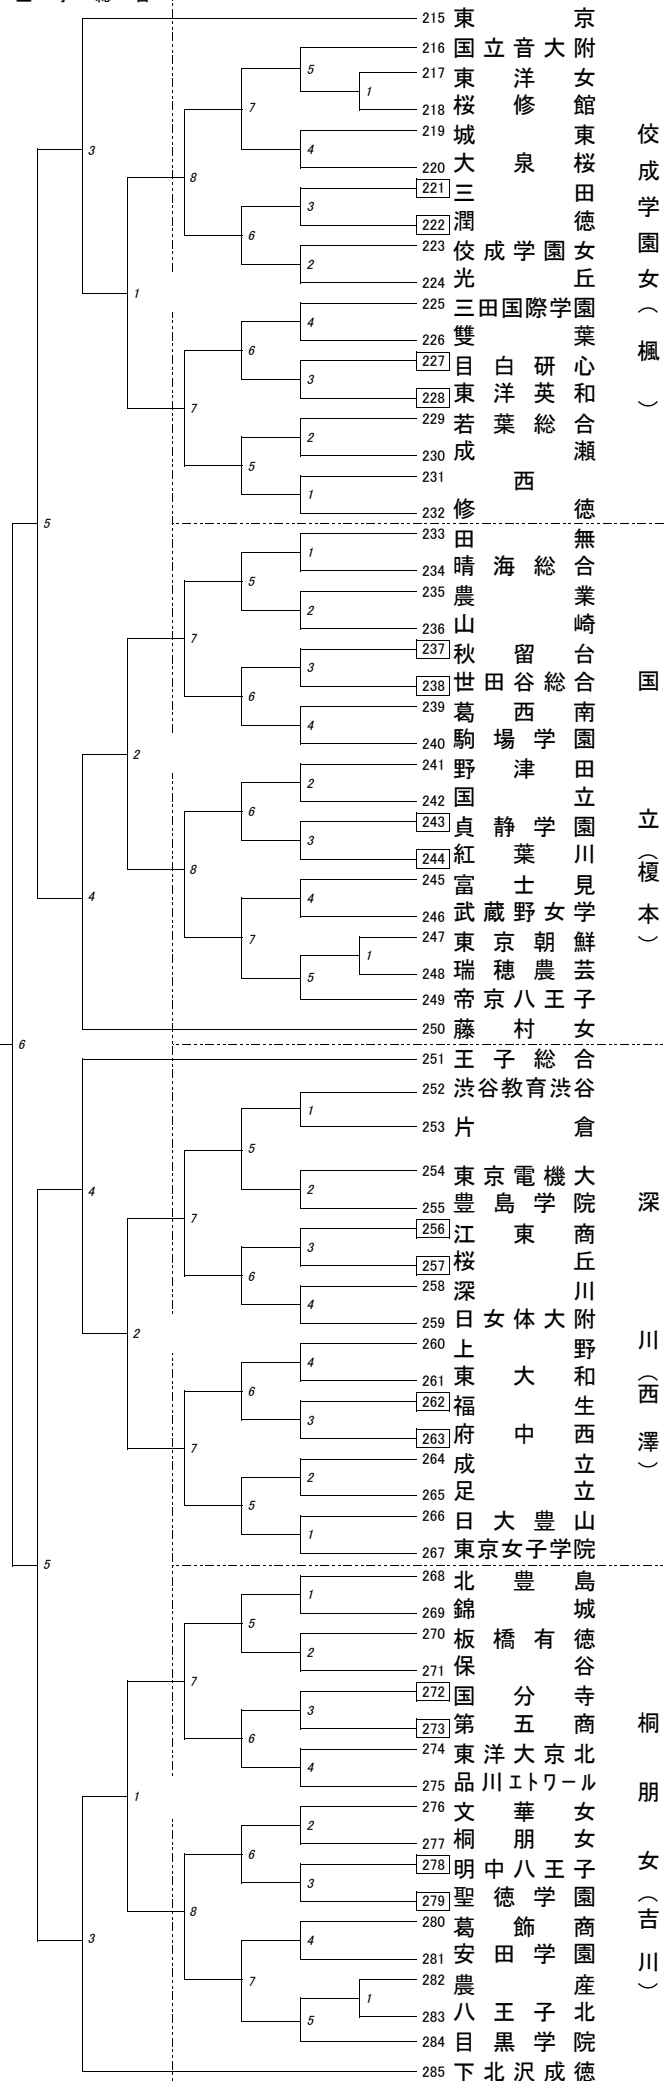 215 東京
216 国立音大附
217 東洋女
218 桜修館
219 城東
220 大泉桜
221 三田
222 潤徳
223 佼成学園女
224 光丘
225 三田国際学園
226 雙葉
227 目白研心
228 東洋英和
229 若葉総合
230 成瀬
231 西
232 修徳
佼成学園女(楓)
233 田無
234 晴海総合
235 農業
236 山崎
237 秋留台
238 世田谷総合
239 葛西南
240 駒場学園
241 野津田
242 国立
243 貞静学園
244 紅葉川
245 富士見
246 武蔵野女学
247 東京朝鮮
248 瑞穂農芸
249 帝京八王子
250 藤村女
国立(榎本)
251 王子総合
252 渋谷教育渋谷
253 片倉
254 東京電機大
255 豊島学院
256 江東商
257 桜丘
258 深川
259 日女体大附
260 上野
261 東大和
262 福生
263 府中西
264 成立
265 足立
266 日大豊山
267 東京女子学院
深川(西澤)
268 北豊島
269 錦城
270 板橋有徳
271 保谷
272 国分寺
273 第五商
274 東洋大京北
275 品川エトワール
276 文華女
277 桐朋女
278 明中八王子
279 聖徳学園
280 葛飾商
281 安田学園
282 農産
283 八王子北
284 目黒学院
285 下北沢成徳
桐朋女(吉川)
5
1
7
4
3
8
3
6
2
1
4
6
3
7
2
5
1
5
1
5
2
7
3
6
4
2
2
6
3
8
4
4
7
1
5
6
1
5
2
4
7
3
6
4
2
4
6
3
7
2
5
1
5
1
5
2
7
3
6
4
1
2
6
3
8
4
3
7
1
5